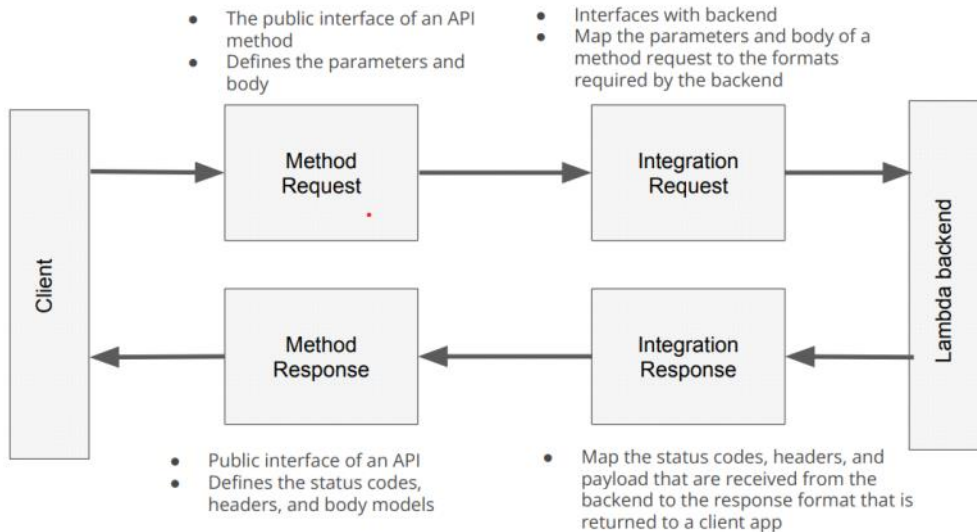 ● The public interface of an API
method
● Defines the parameters and
body
● Interfaces with backend
● Map the parameters and body of a
method request to the formats
required by the backend
Client
Method
Request
Integration
Request
Lambda backend
Method
Response
Integration
Response
● Public interface of an API
● Defines the status codes,
headers, and body models
● Map the status codes, headers, and
payload that are received from the
backend to the response format that is
returned to a client app